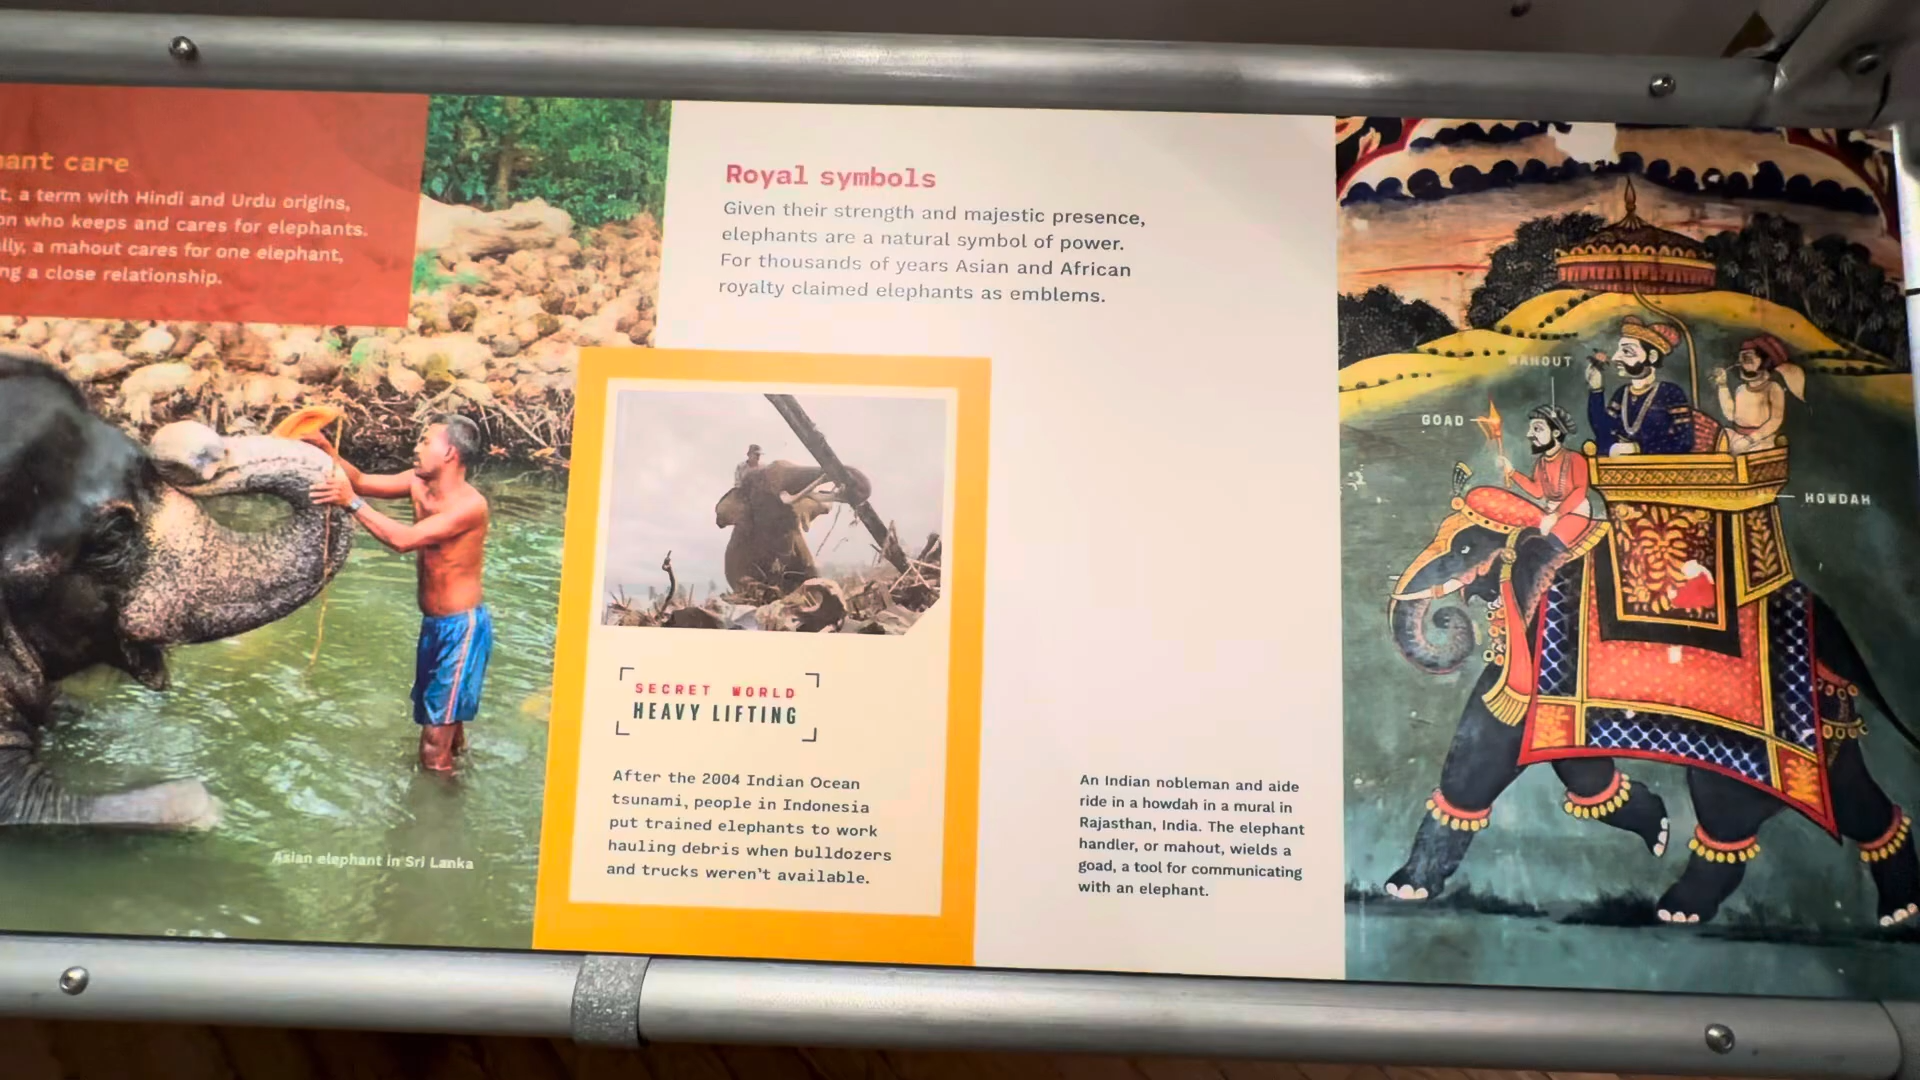 ant care
t, a term with Hindi and Urdu origins,
on who keeps and cares for elephants.
lly, a mahout cares for one elephant,
ng a close relationship.
Asian elephant in Sri Lanka
Royal symbols
Given their strength and majestic presence,
elephants are a natural symbol of power.
For thousands of years Asian and African
royalty claimed elephants as emblems.
SECRET WORLD
HEAVY LIFTING
After the 2004 Indian Ocean
tsunami, people in Indonesia
put trained elephants to work
hauling debris when bulldozers
and trucks weren't available.
An Indian nobleman and aide
ride in a howdah in a mural in
Rajasthan, India. The elephant
handler, or mahout, wields a
goad, a tool for communicating
with an elephant.
MAHOUT
GOAD
HOWDAH